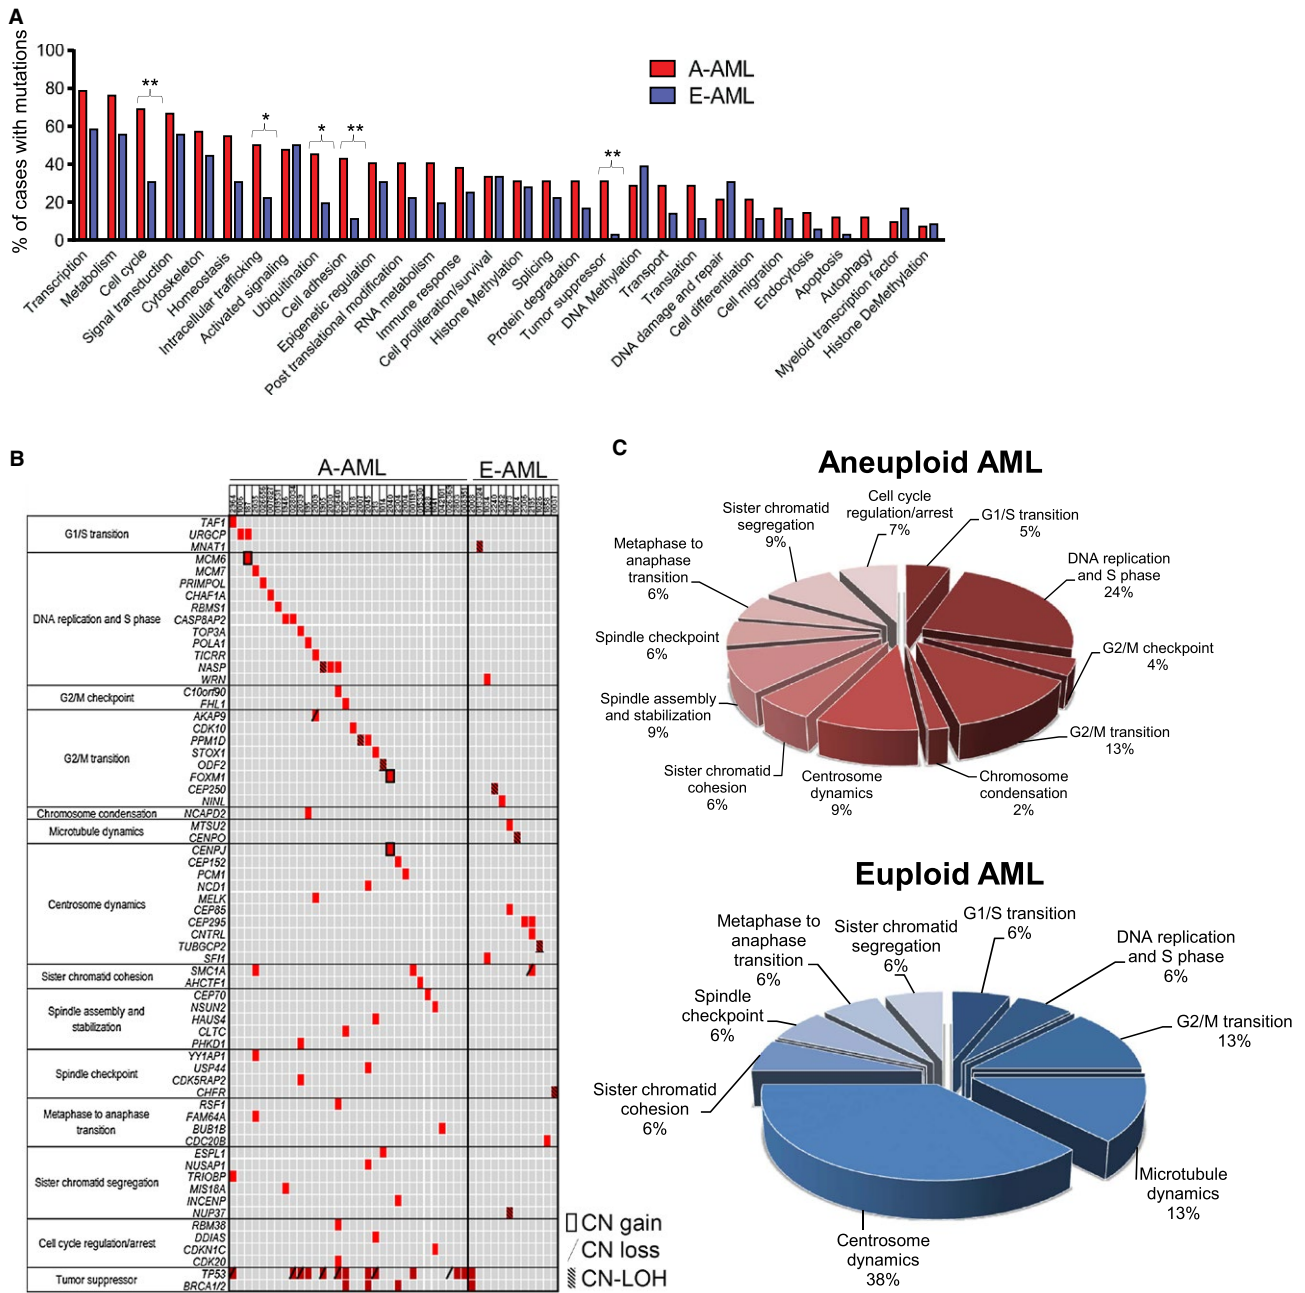 A
% of cases with mutations
100
80
60
40
20
0
**
*
*
**
**
A-AML
E-AML
Transcription
Metabolism
Cell cycle
Signal transduction
Cytoskeleton
Homeostasis
Intracellular trafficking
Activated signaling
Ubiquitination
Cell adhesion
Epigenetic regulation
Post translational modification
RNA metabolism
Immune response
Cell proliferation/survival
Histone Methylation
Splicing
Protein degradation
Tumor suppressor
DNA Methylation
Transport
Translation
DNA damage and repair
Cell differentiation
Cell migration
Endocytosis
Apoptosis
Autophagy
Myeloid transcription factor
Histone DeMethylation
B
A-AML
E-AML
G1/S transition
TAF1
URGCP
MNAT1
DNA replication and S phase
MCM6
MCM7
PRIMPOL
CHAF1A
RBMS1
CASP8AP2
TOP3A
POLA1
TICRR
NASP
WRN
G2/M checkpoint
C10orf90
FHL1
G2/M transition
AKAP9
CDK10
PPM1D
STOX1
ODF2
FOXM1
CEP250
NINL
Chromosome condensation
NCAPD2
Microtubule dynamics
MTSU2
CENPO
Centrosome dynamics
CENPJ
CEP152
PCM1
NCD1
MELK
CEP85
CEP295
CNTRL
TUBGCP2
SFI1
Sister chromatid cohesion
SMC1A
AHCTF1
Spindle assembly and
stabilization
CEP70
NSUN2
HAUS4
CLTC
PHKD1
Spindle checkpoint
YY1AP1
USP44
CDK5RAP2
CHFR
Metaphase to anaphase
transition
RSF1
FAM64A
BUB1B
CDC20B
Sister chromatid segregation
ESPL1
NUSAP1
TRIOBP
MIS18A
INCENP
NUP37
Cell cycle regulation/arrest
RBM38
DDIAS
CDKN1C
CDK20
Tumor suppressor
TP53
BRCA1/2
CN gain
CN loss
CN-LOH
C
Aneuploid AML
Cell cycle
regulation/arrest
7%
G1/S transition
5%
DNA replication
and S phase
24%
G2/M checkpoint
4%
G2/M transition
13%
Chromosome
condensation
2%
Centrosome
dynamics
9%
Sister chromatid
cohesion
6%
Spindle assembly
and stabilization
9%
Spindle checkpoint
6%
Metaphase to
anaphase
transition
6%
Sister chromatid
segregation
9%
Euploid AML
G1/S transition
6%
DNA replication
and S phase
6%
G2/M transition
13%
Microtubule
dynamics
13%
Centrosome
dynamics
38%
Sister chromatid
cohesion
6%
Spindle
checkpoint
6%
Metaphase to
anaphase
transition
6%
Sister chromatid
segregation
6%